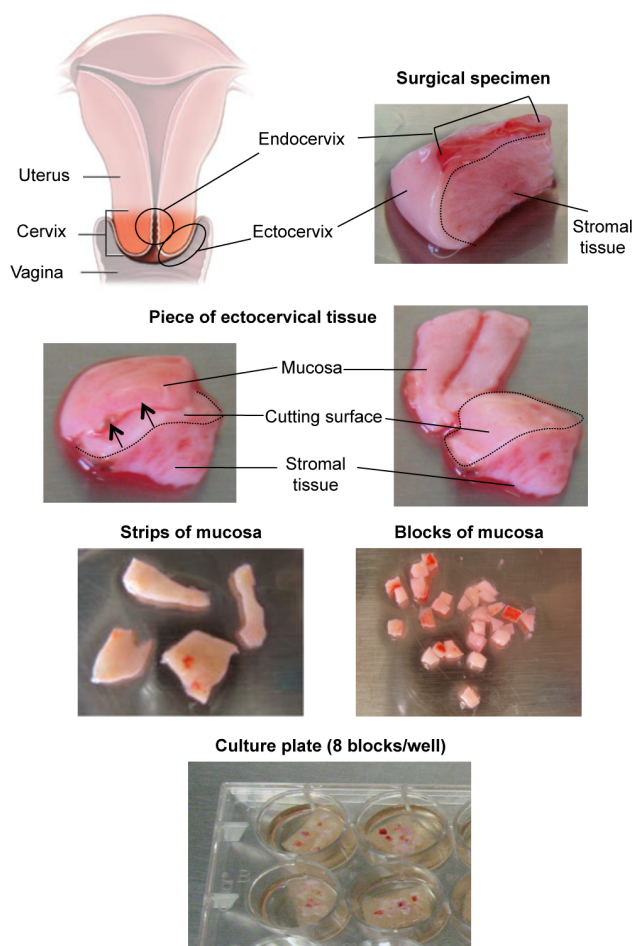 Surgical specimen
Endocervix
Uterus
Cervix
Ectocervix
Vagina
Stromal
tissue
Piece of ectocervical tissue
Mucosa
Cutting surface
Stromal
tissue
Strips of mucosa
Blocks of mucosa
Culture plate (8 blocks/well)
B